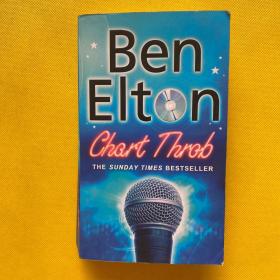 Ben
Elton
Chart Throb
THE SUNDAY TIMES BESTSELLER